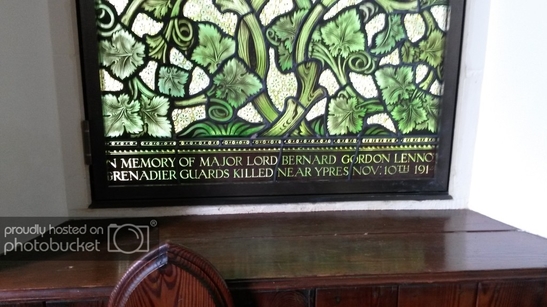 N MEMORY OF MAJOR LORD BERNARD GORDON LENNO
GRENADIER GUARDS KILLED NEAR YPRES NOV. 10TH 191
proudly hosted on
photobucket